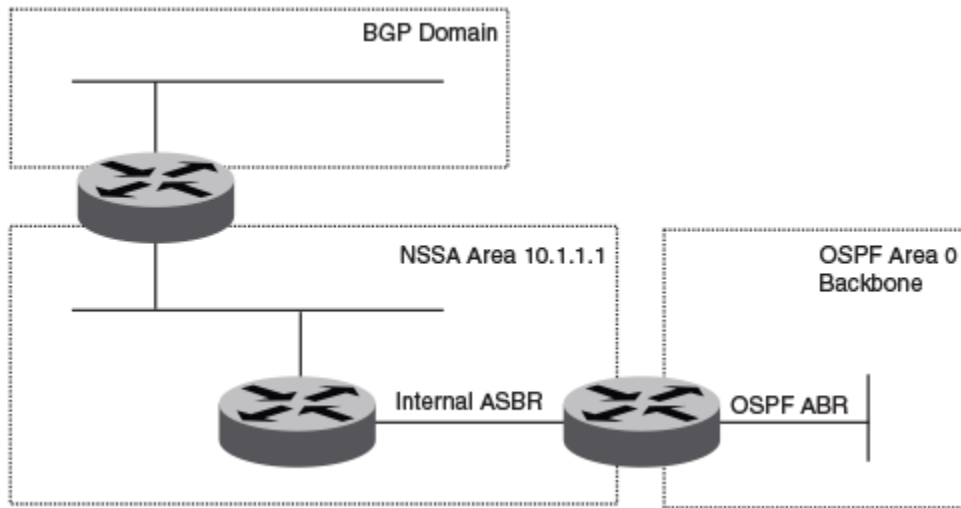 BGP Domain
NSSA Area 10.1.1.1
OSPF Area 0
Backbone
Internal ASBR
OSPF ABR